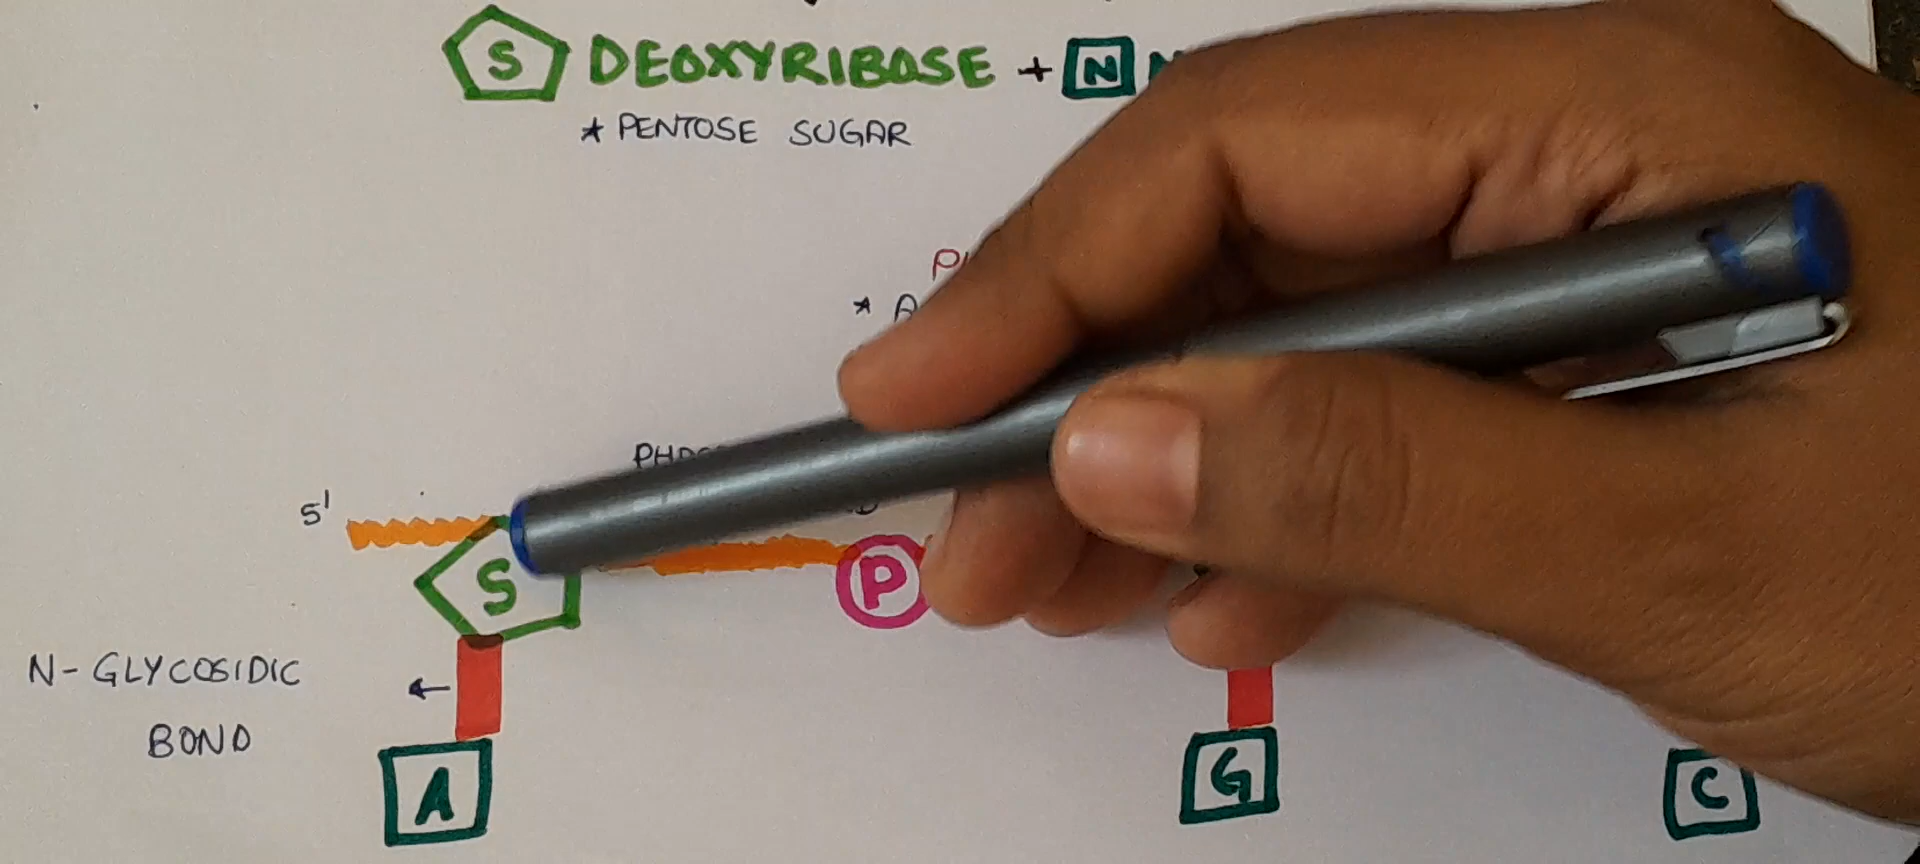 S DEOXYRIBOSE + N
* PENTOSE SUGAR
*
5'
S
P
N-GLYCOSIDIC
BOND
A
G
C